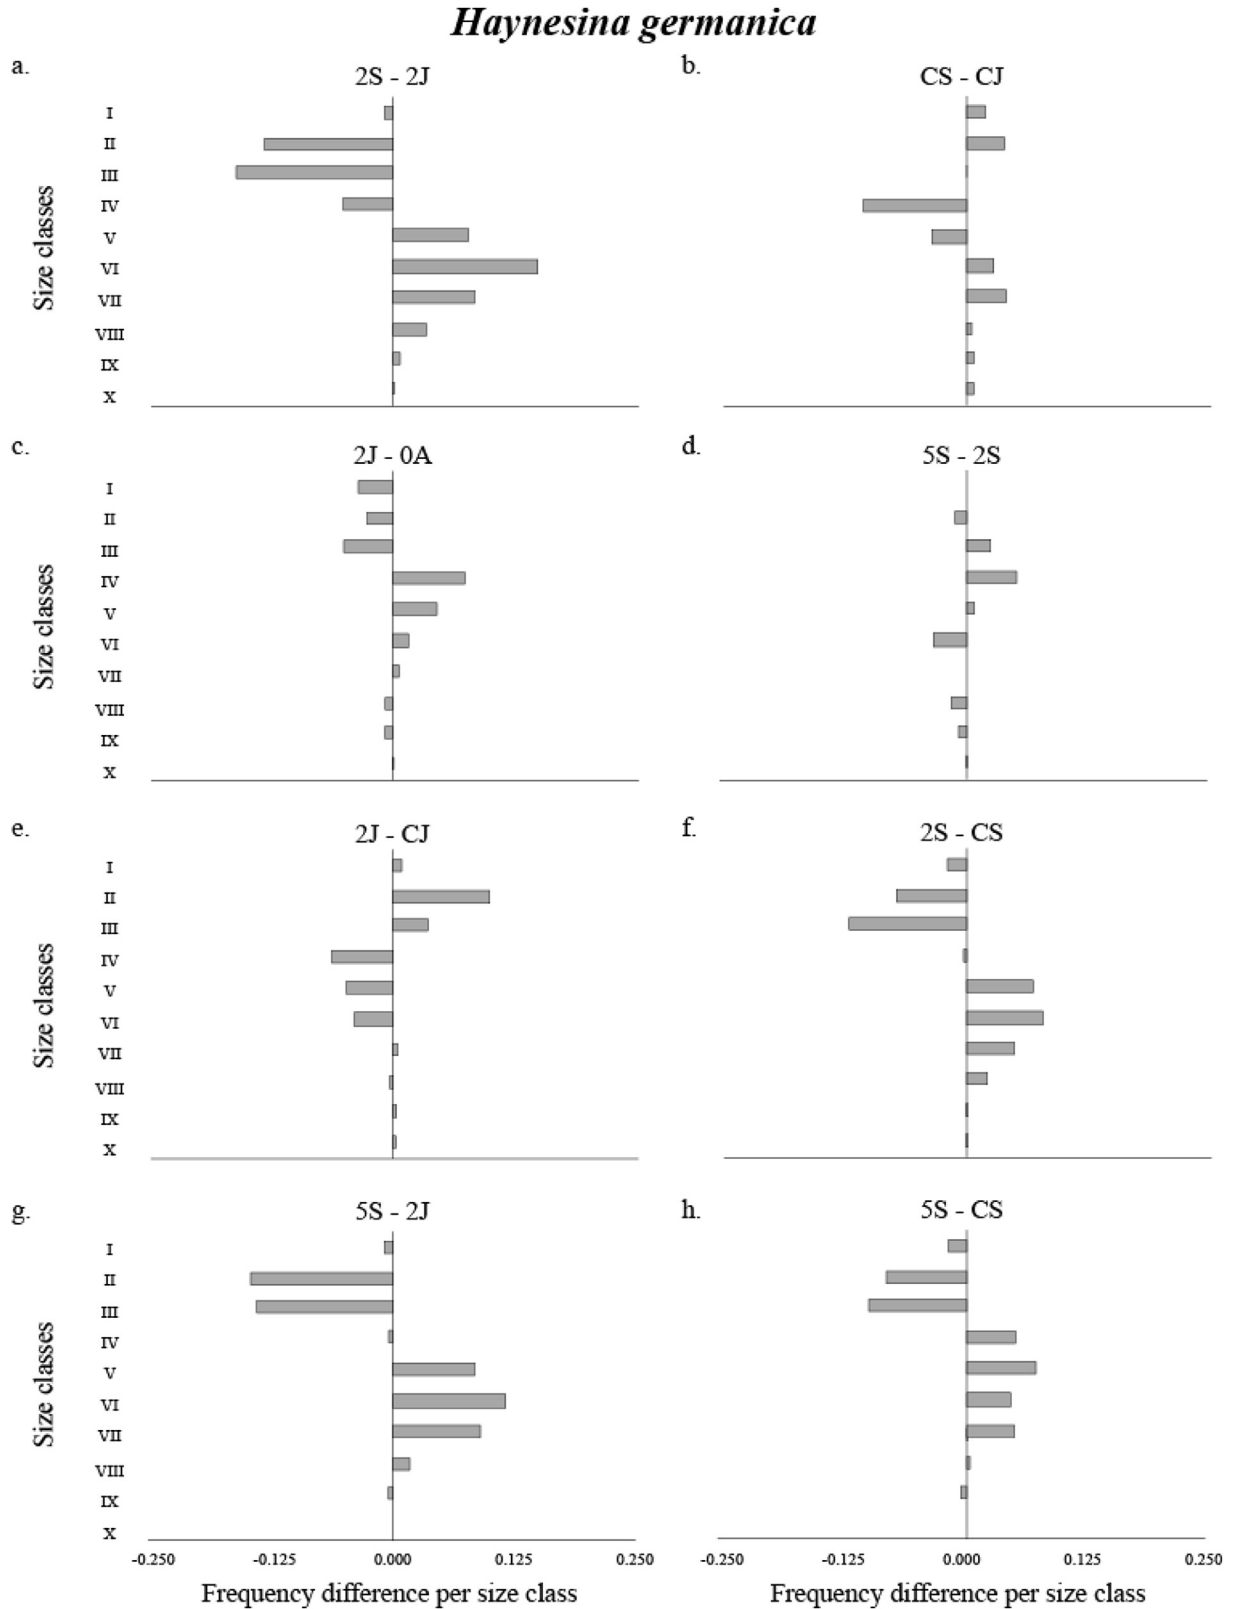 Haynesina germanica
a.
2S - 2J
Size classes
I
II
III
IV
V
VI
VII
VIII
IX
X
b.
CS - CJ
c.
2J - 0A
Size classes
I
II
III
IV
V
VI
VII
VIII
IX
X
d.
5S - 2S
e.
2J - CJ
Size classes
I
II
III
IV
V
VI
VII
VIII
IX
X
f.
2S - CS
g.
5S - 2J
Size classes
I
II
III
IV
V
VI
VII
VIII
IX
X
-0.250 -0.125 0.000 0.125 0.250
Frequency difference per size class
h.
5S - CS
-0.250 -0.125 0.000 0.125 0.250
Frequency difference per size class